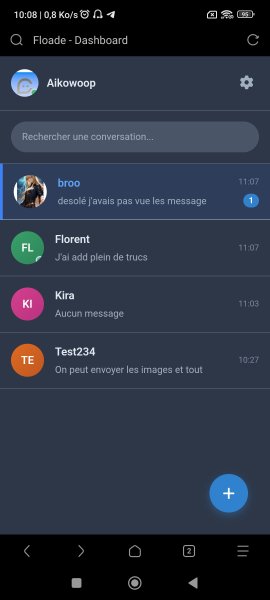 10:08 | 0,8 Ko/s
95
Floade - Dashboard
Aikowoop
Rechercher une conversation...
broo
11:07
desolé j'avais pas vue les message
1
FL
Florent
11:07
J'ai add plein de trucs
KI
Kira
11:03
Aucun message
TE
Test234
10:27
On peut envoyer les images et tout
+
2